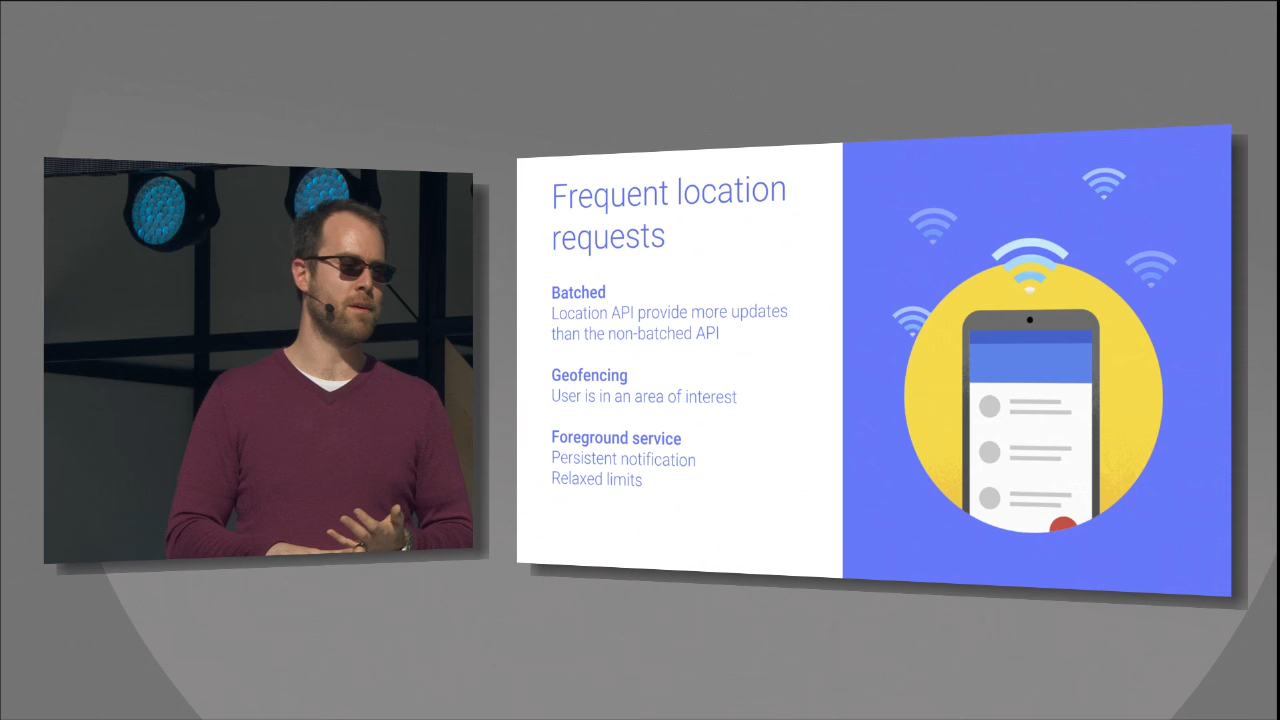 Frequent location
requests
Batched
Location API provide more updates
than the non-batched API
Geofencing
User is in an area of interest
Foreground service
Persistent notification
Relaxed limits